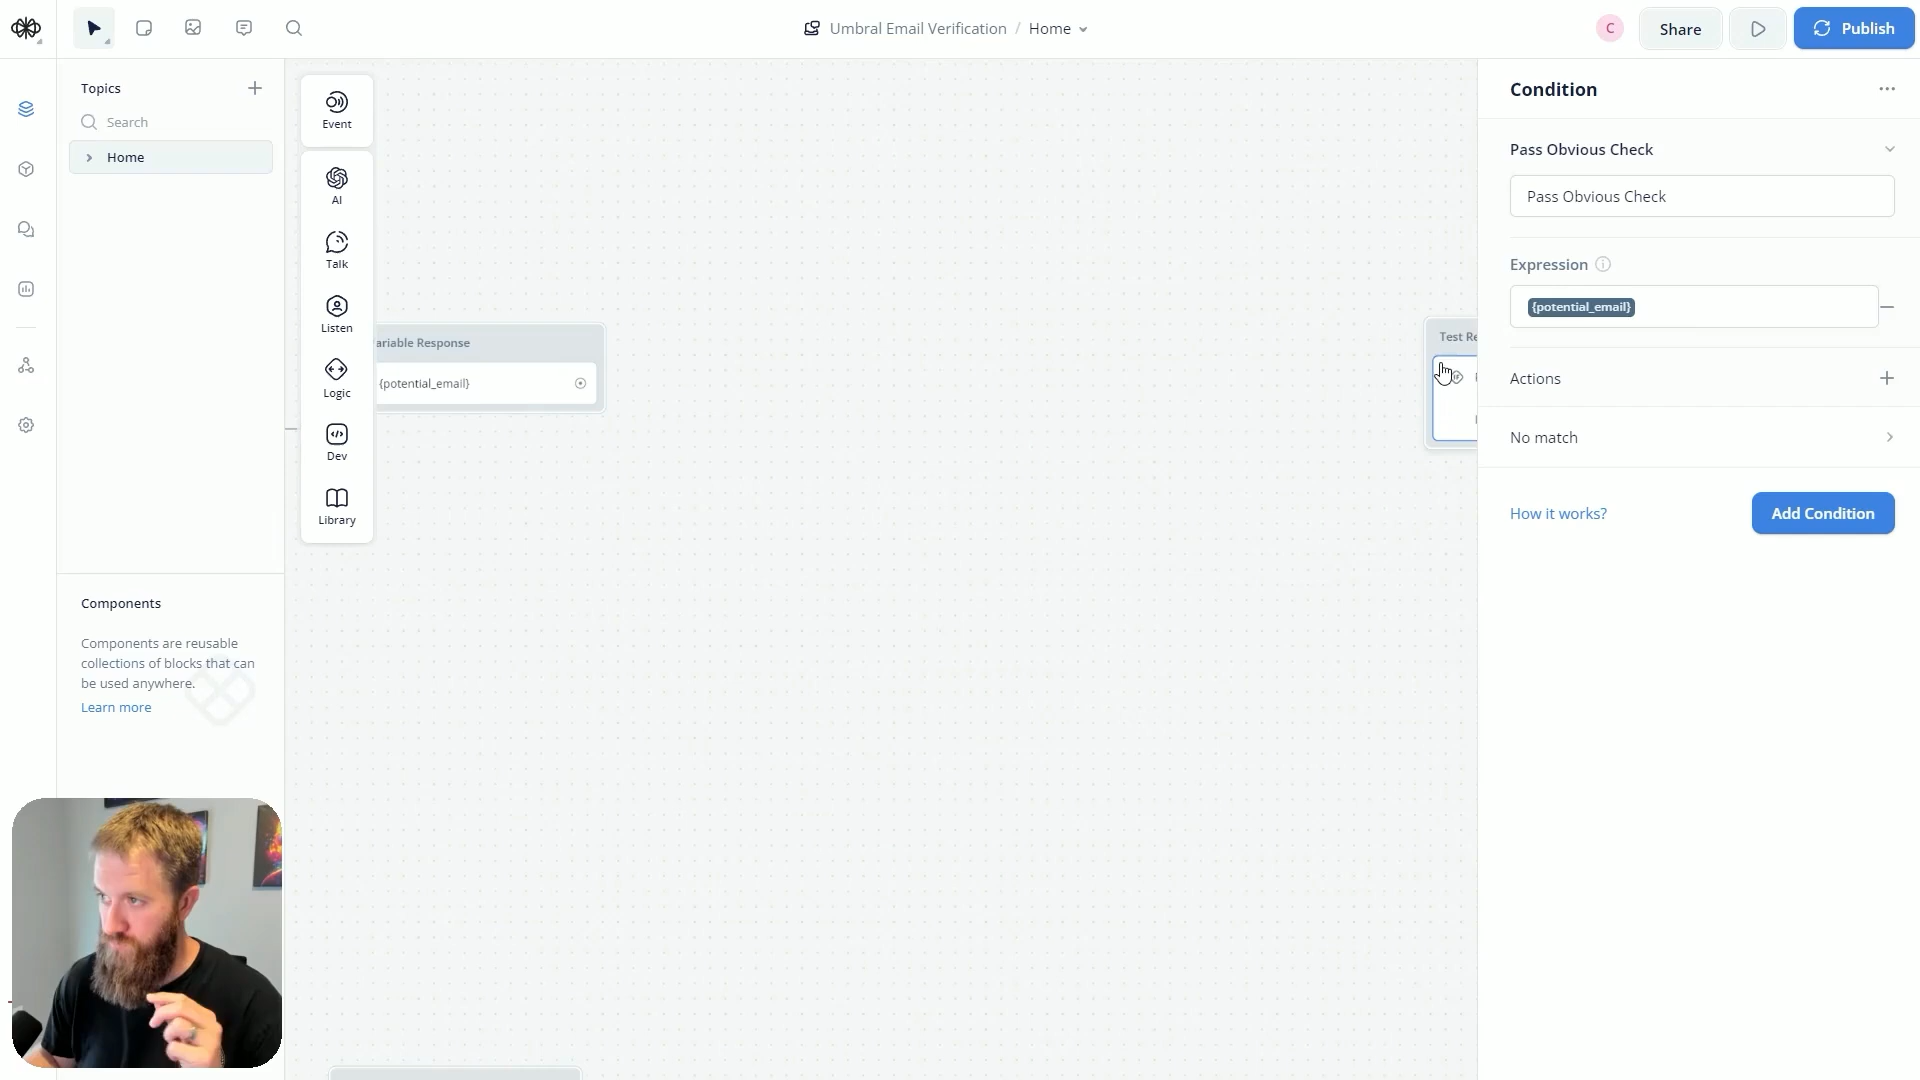 Umbral Email Verification / Home
C
Share
Publish
Topics
Search
Home
Components
Components are reusable
collections of blocks that can
be used anywhere.
Learn more
Event
AI
Talk
Listen
Logic
Dev
Library
ariable Response
{potential_email}
Test Re
Condition
Pass Obvious Check
Pass Obvious Check
Expression
{potential_email}
Actions
No match
How it works?
Add Condition